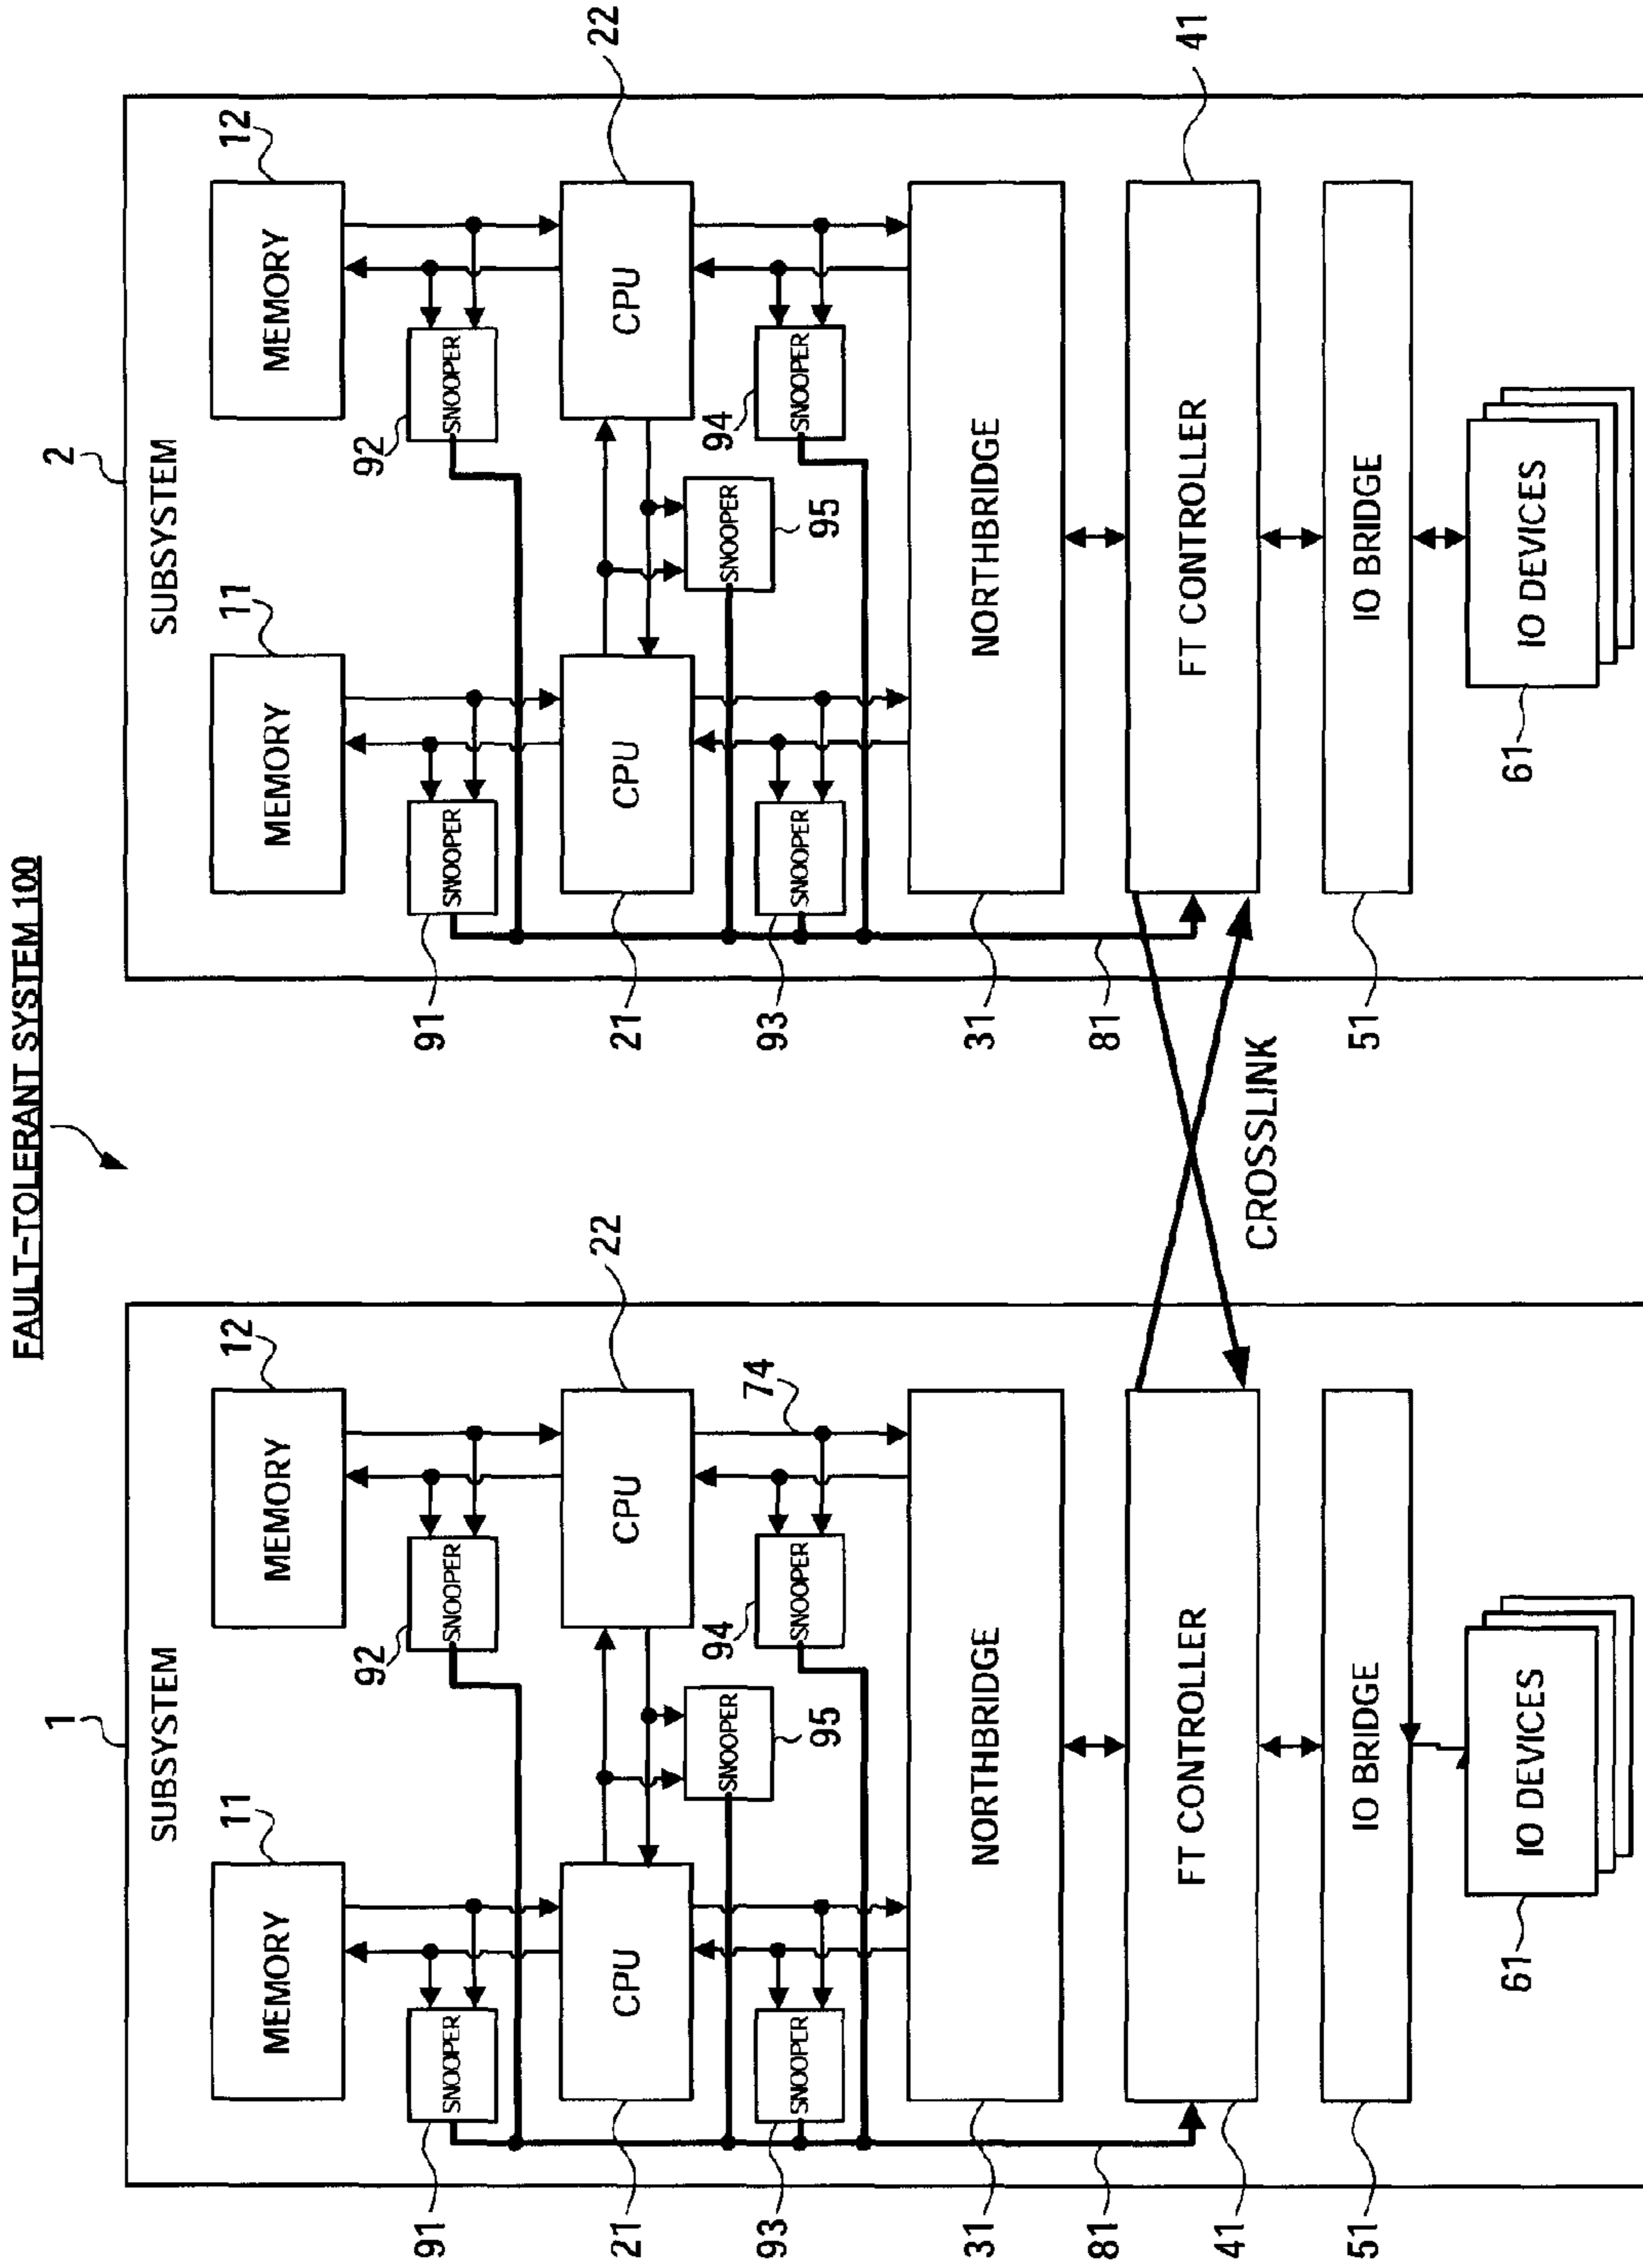 FAULT-TOLERANT SYSTEM 100
1
SUBSYSTEM
11
12
MEMORY
MEMORY
91
SNOOPER
92
SNOOPER
22
21
CPU
CPU
SNOOPER
95
93
SNOOPER
94
SNOOPER
74
31
NORTHBRIDGE
81
41
FT CONTROLLER
51
IO BRIDGE
61
IO DEVICES
CROSSLINK
2
SUBSYSTEM
11
12
MEMORY
MEMORY
91
SNOOPER
92
SNOOPER
22
21
CPU
CPU
SNOOPER
95
93
SNOOPER
94
SNOOPER
31
NORTHBRIDGE
81
41
FT CONTROLLER
51
IO BRIDGE
61
IO DEVICES